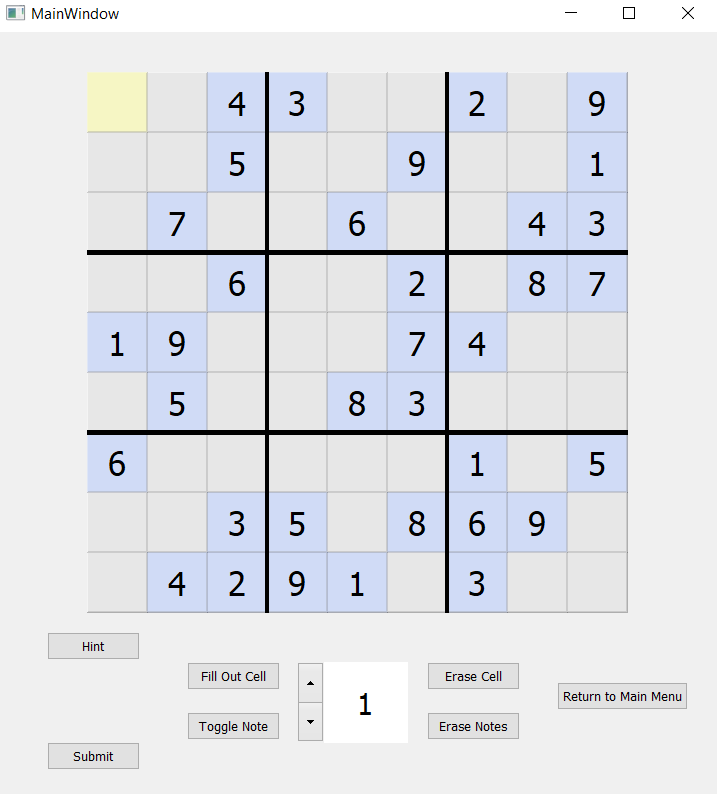 MainWindow
4 3 2 9
5 9 1
7 6 4 3
6 2 8 7
1 9 7 4
5 8 3
6 1 5
3 5 8 6 9
4 2 9 1 3
Hint
Fill Out Cell
Erase Cell
1
Return to Main Menu
Toggle Note
Erase Notes
Submit